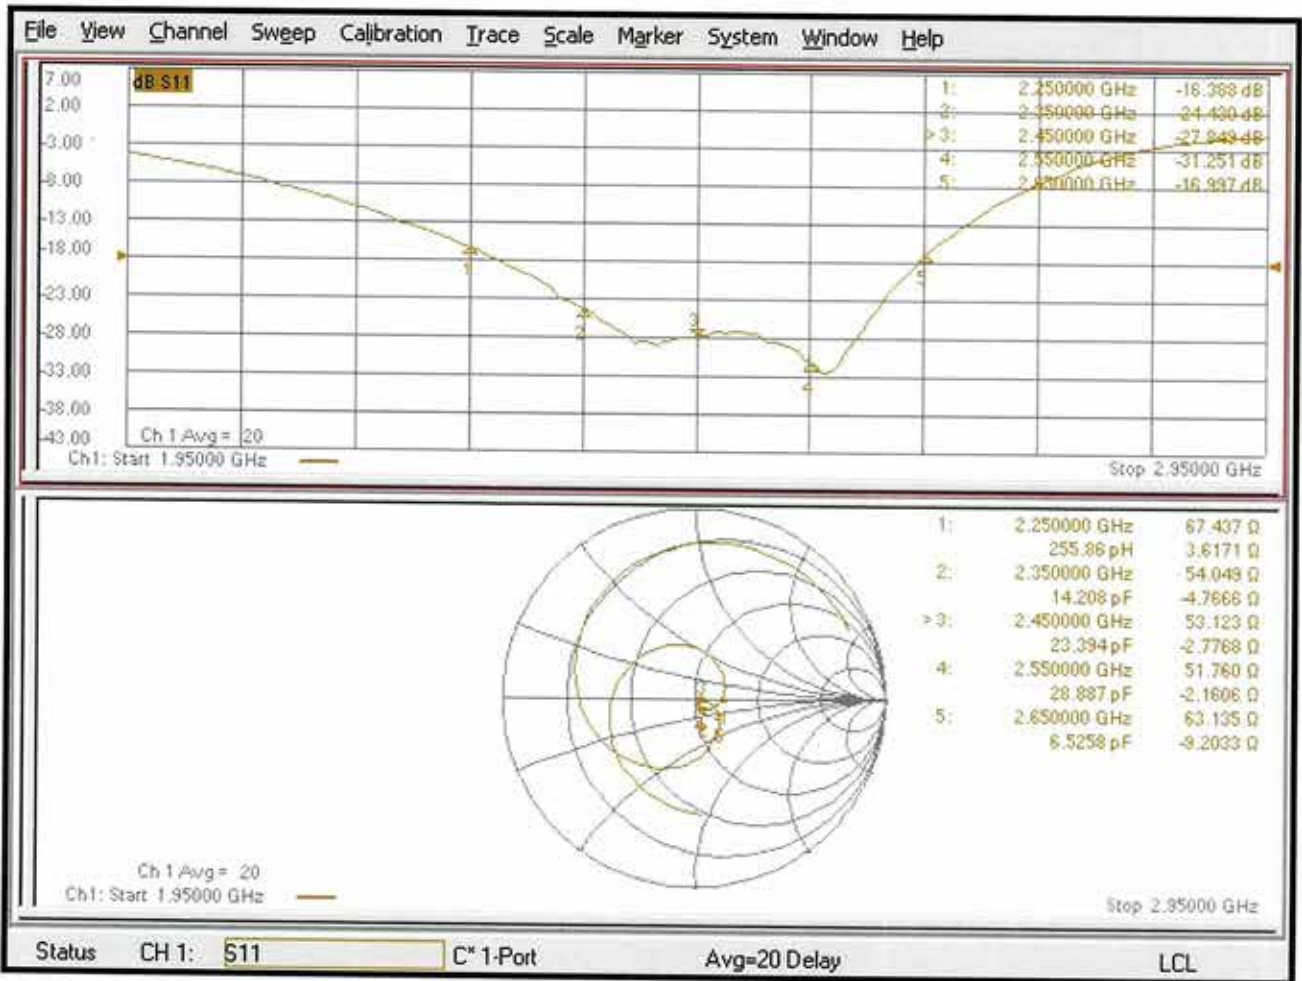 File View Channel Sweep Calibration Trace Scale Marker System Window Help
7.00
2.00
-3.00
-8.00
-13.00
-18.00
-23.00
-28.00
-33.00
-38.00
-43.00
dB S11
1: 2.250000 GHz -16.388 dB
2: 2.350000 GHz -24.430 dB
> 3: 2.450000 GHz -27.849 dB
4: 2.550000 GHz -31.251 dB
5: 2.650000 GHz -16.997 dB
1
2
3
4
5
Ch 1 Avg = 20
Ch1: Start 1.95000 GHz
Stop 2.95000 GHz
1: 2.250000 GHz 67.437 Ω
255.86 pH 3.6171 Ω
2: 2.350000 GHz 54.049 Ω
14.208 pF -4.7666 Ω
> 3: 2.450000 GHz 53.123 Ω
23.394 pF -2.7768 Ω
4: 2.550000 GHz 51.760 Ω
28.887 pF -2.1606 Ω
5: 2.650000 GHz 63.135 Ω
6.5258 pF -9.2033 Ω
Ch 1 Avg = 20
Ch1: Start 1.95000 GHz
Stop 2.95000 GHz
Status CH 1: S11 C* 1-Port Avg=20 Delay LCL